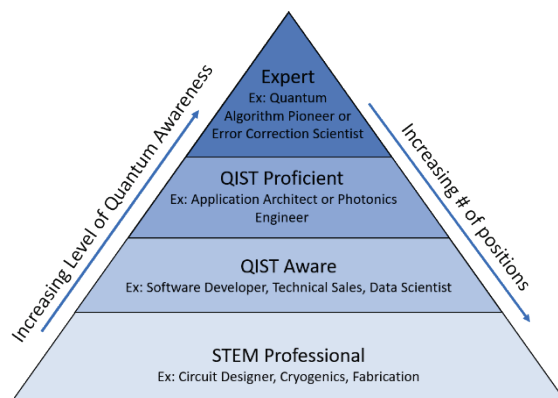 Expert
Ex: Quantum
Algorithm Pioneer or
Error Correction Scientist
QIST Proficient
Ex: Application Architect or Photonics
Engineer
QIST Aware
Ex: Software Developer, Technical Sales, Data Scientist
STEM Professional
Ex: Circuit Designer, Cryogenics, Fabrication
Increasing Level of Quantum Awareness
Increasing # of
positions